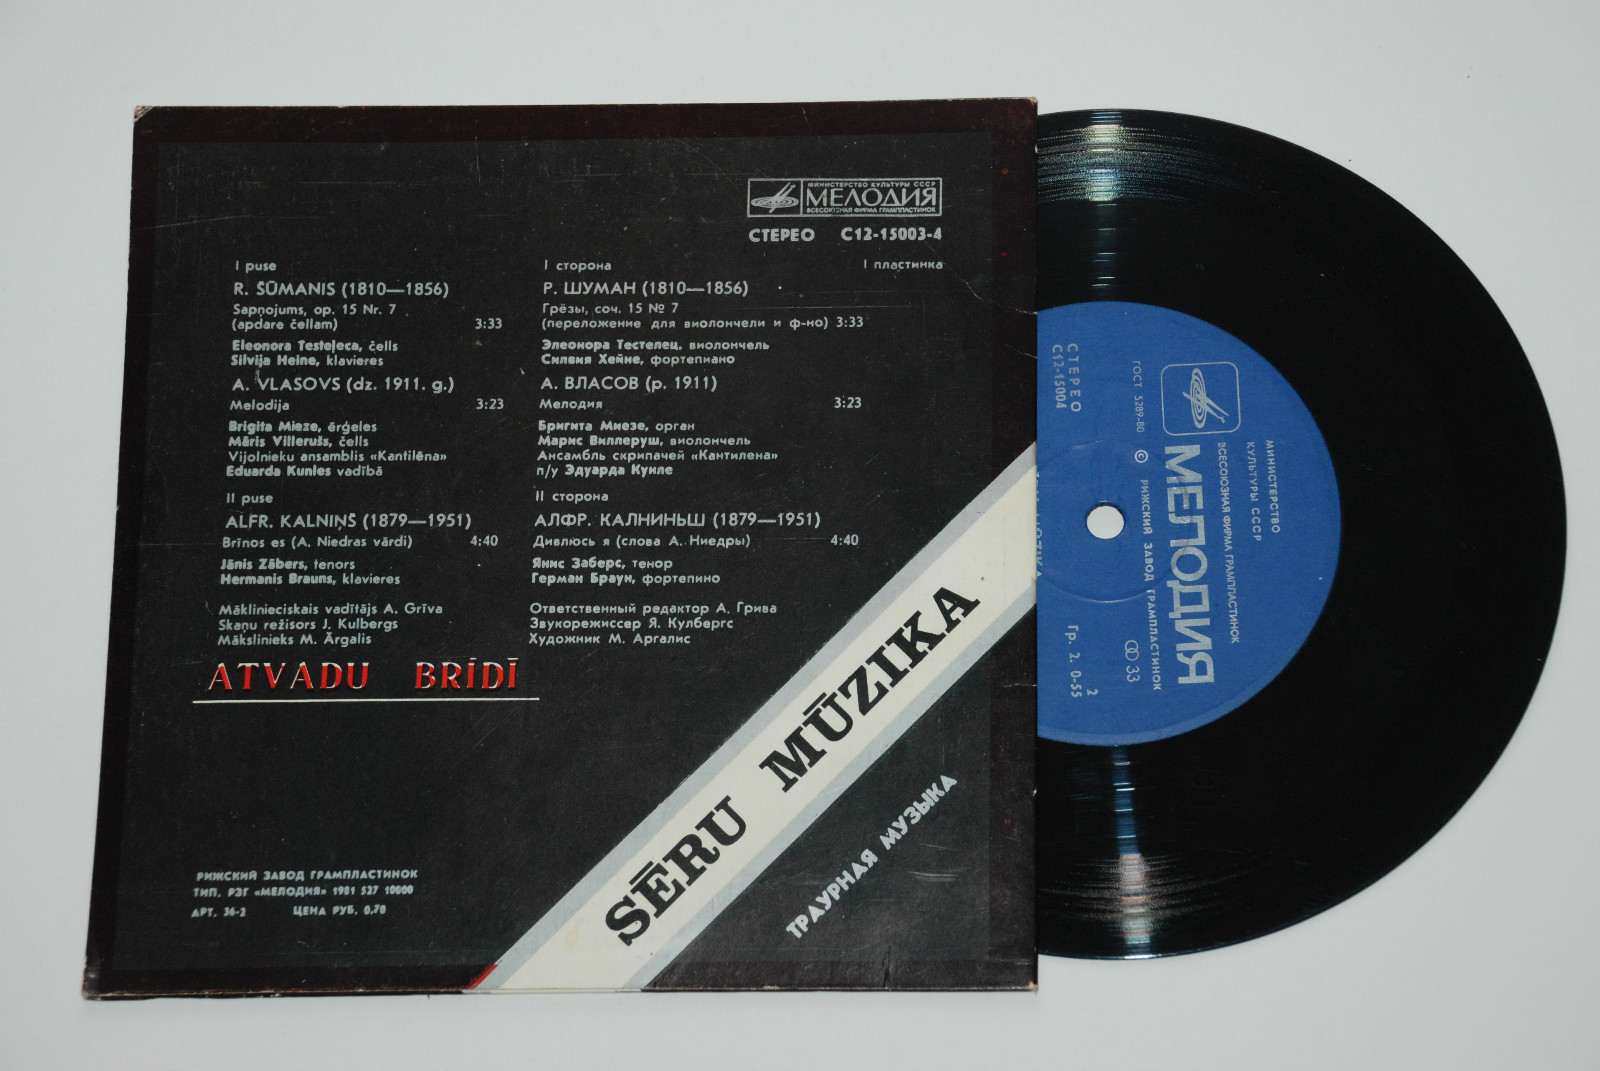 МИНИСТЕРСТВО КУЛЬТУРЫ СССР
МЕЛОДИЯ
ВСЕСОЮЗНАЯ ФИРМА ГРАМПЛАСТИНОК
СТЕРЕО С12-15003-4
I puse
R. ŠŪMANIS (1810—1856)
Sapņojums, op. 15 Nr. 7
(apdare čellam) 3:33
Eleonora Testeļeca, čells
Silvija Heine, klavieres
A. VLASOVS (dz. 1911. g.)
Melodija 3:23
Brigita Mieze, ērģeles
Māris Villerušs, čells
Vijolnieku ansamblis «Kantilēna»
Eduarda Kunles vadībā
II puse
ALFR. KALNIŅŠ (1879—1951)
Brīnos es (A. Niedras vārdi) 4:40
Jānis Zābers, tenors
Hermanis Brauns, klavieres
Māklinieciskais vadītājs A. Grīva
Skaņu režisors J. Kulbergs
Mākslinieks M. Ārgalis
I сторона I пластинка
Р. ШУМАН (1810—1856)
Грёзы, соч. 15 № 7
(переложение для виолончели и ф-но) 3:33
Элеонора Тестелец, виолончель
Силвия Хейне, фортепиано
А. ВЛАСОВ (р. 1911)
Мелодия 3:23
Бригита Миезе, орган
Марис Виллеруш, виолончель
Ансамбль скрипачей «Кантилена»
п/у Эдуарда Куиле
II сторона
АЛФР. КАЛНИНЬШ (1879—1951)
Дивлюсь я (слова А. Ниедры) 4:40
Янис Заберс, тенор
Герман Браун, фортепино
Ответственный редактор А. Грива
Звукорежиссер Я. Кулбергс
Художник М. Аргалис
ATVADU BRĪDĪ
SĒRU MŪZIKA
ТРАУРНАЯ МУЗЫКА
РИЖСКИЙ ЗАВОД ГРАМПЛАСТИНОК
ТИП. РЗГ «МЕЛОДИЯ» 1981 527 10000
АРТ. 36-2 ЦЕНА РУБ. 0,70
МИНИСТЕРСТВО
КУЛЬТУРЫ СССР
ВСЕСОЮЗНАЯ ФИРМА ГРАМПЛАСТИНОК
МЕЛОДИЯ
© РИЖСКИЙ ЗАВОД ГРАМПЛАСТИНОК
ГОСТ 5289-80
33
СТЕРЕО
С12-15004
2
Гр. 2. 0-55